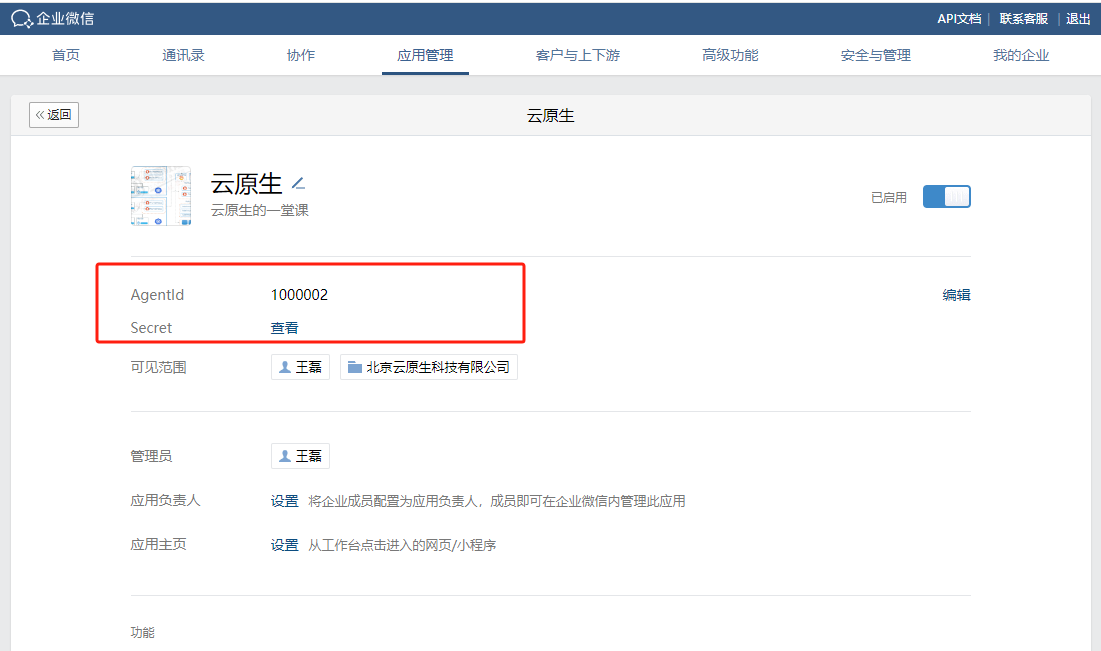 企业微信 API文档 | 联系客服 | 退出
首页 通讯录 协作 应用管理 客户与上下游 高级功能 安全与管理 我的企业
«返回 云原生
云原生
云原生的一堂课
已启用
AgentId 1000002 编辑
Secret 查看
可见范围 王磊 北京云原生科技有限公司
管理员 王磊
应用负责人 设置 将企业成员配置为应用负责人，成员即可在企业微信内管理此应用
应用主页 设置 从工作台点击进入的网页/小程序
功能